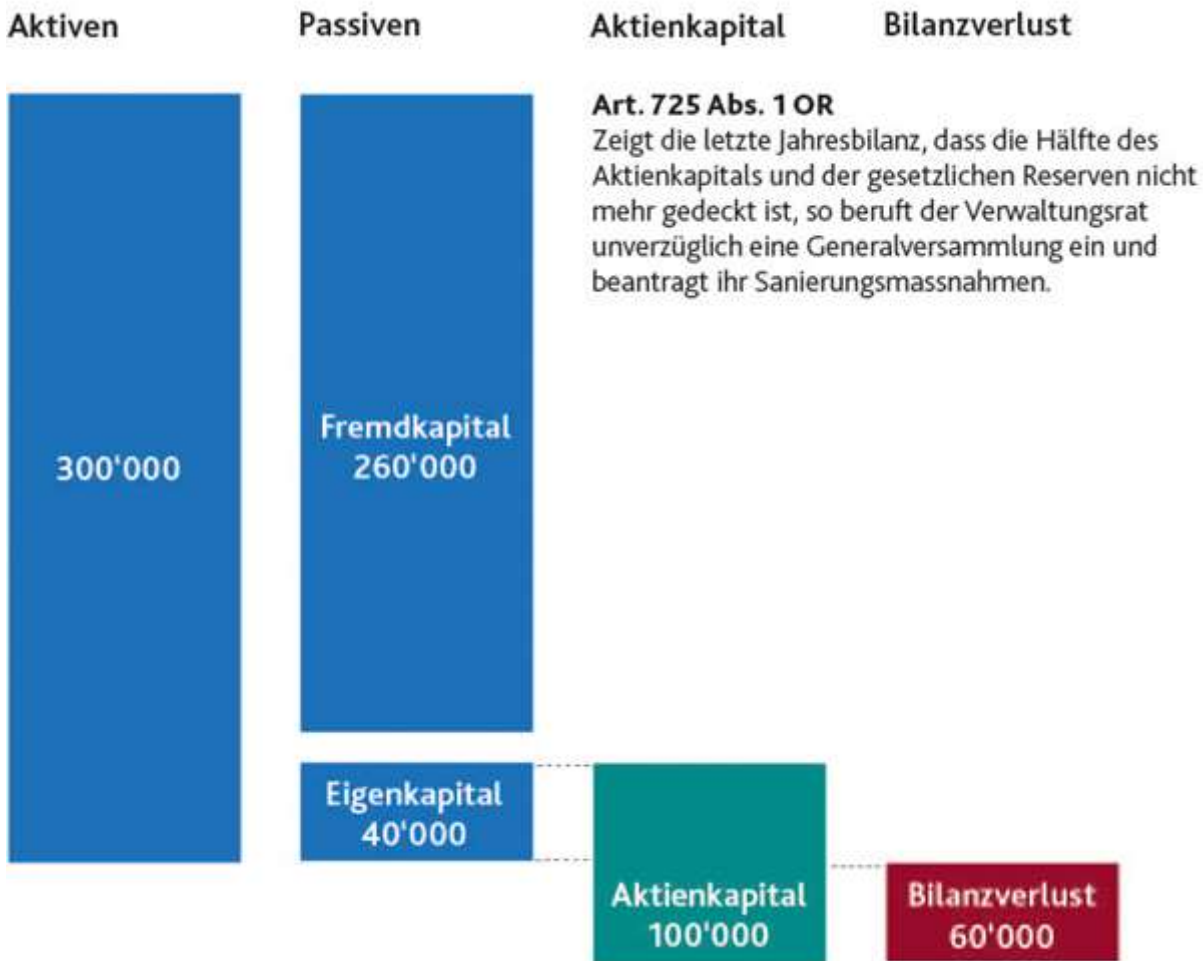 Aktiven
Passiven
Aktienkapital
Bilanzverlust
Art. 725 Abs. 1 OR
Zeigt die letzte Jahresbilanz, dass die Hälfte des
Aktienkapitals und der gesetzlichen Reserven nicht
mehr gedeckt ist, so beruft der Verwaltungsrat
unverzüglich eine Generalversammlung ein und
beantragt ihr Sanierungsmassnahmen.
300'000
Fremdkapital
260'000
Eigenkapital
40'000
Aktienkapital
100'000
Bilanzverlust
60'000